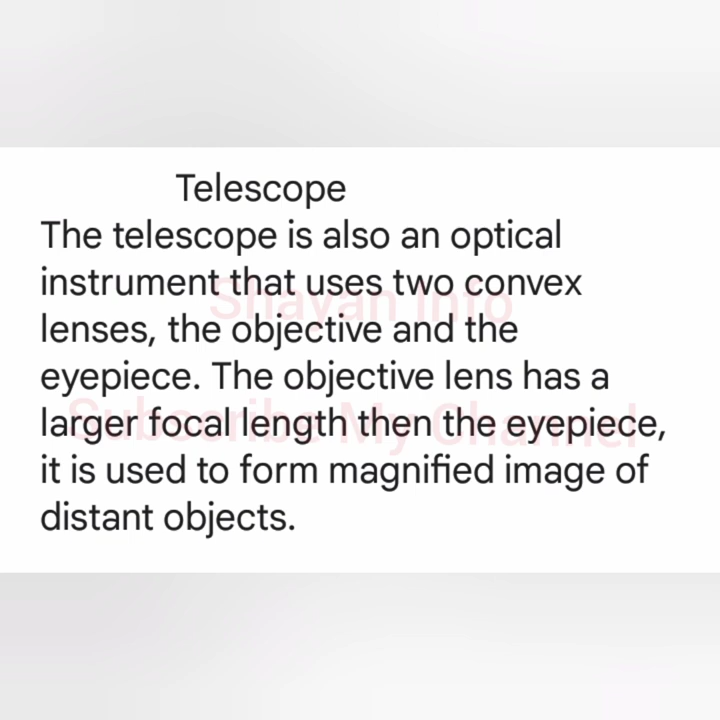 Telescope
The telescope is also an optical
instrument that uses two convex
Shayan Info
lenses, the objective and the
eyepiece. The objective lens has a
Subscribe My Channel
larger focal length then the eyepiece,
it is used to form magnified image of
distant objects.